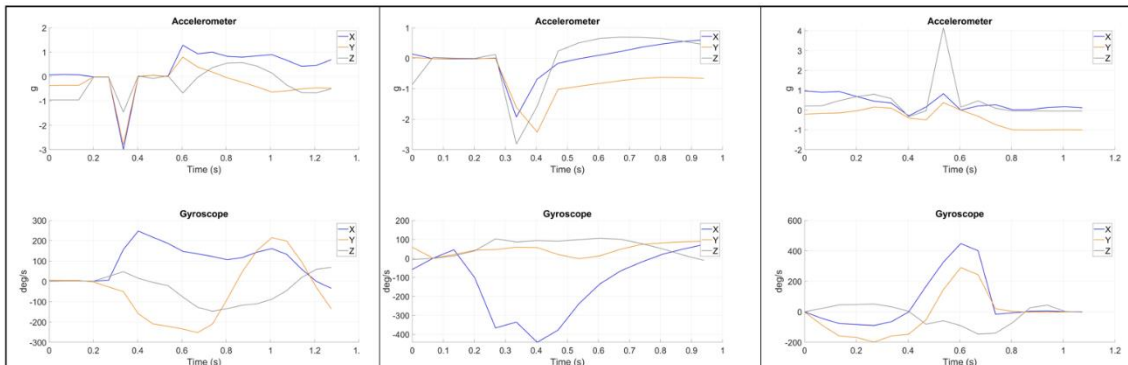 Accelerometer
X
Y
Z
g
2
1
0
-1
-2
-3
0 0.2 0.4 0.6 0.8 1 1.2 1.
Time (s)
Accelerometer
X
Y
Z
g
1
0
-1
-2
-3
0 0.1 0.2 0.3 0.4 0.5 0.6 0.7 0.8 0.9 1
Time (s)
Accelerometer
X
Y
Z
g
4
3
2
1
0
-1
-2
0 0.2 0.4 0.6 0.8 1 1.2
Time (s)
Gyroscope
X
Y
Z
deg/s
300
200
100
0
-100
-200
-300
0 0.2 0.4 0.6 0.8 1 1.2 1.
Time (s)
Gyroscope
X
Y
Z
deg/s
200
100
0
-100
-200
-300
-400
0 0.1 0.2 0.3 0.4 0.5 0.6 0.7 0.8 0.9 1
Time (s)
Gyroscope
X
Y
Z
deg/s
600
400
200
0
-200
0 0.2 0.4 0.6 0.8 1 1.2
Time (s)